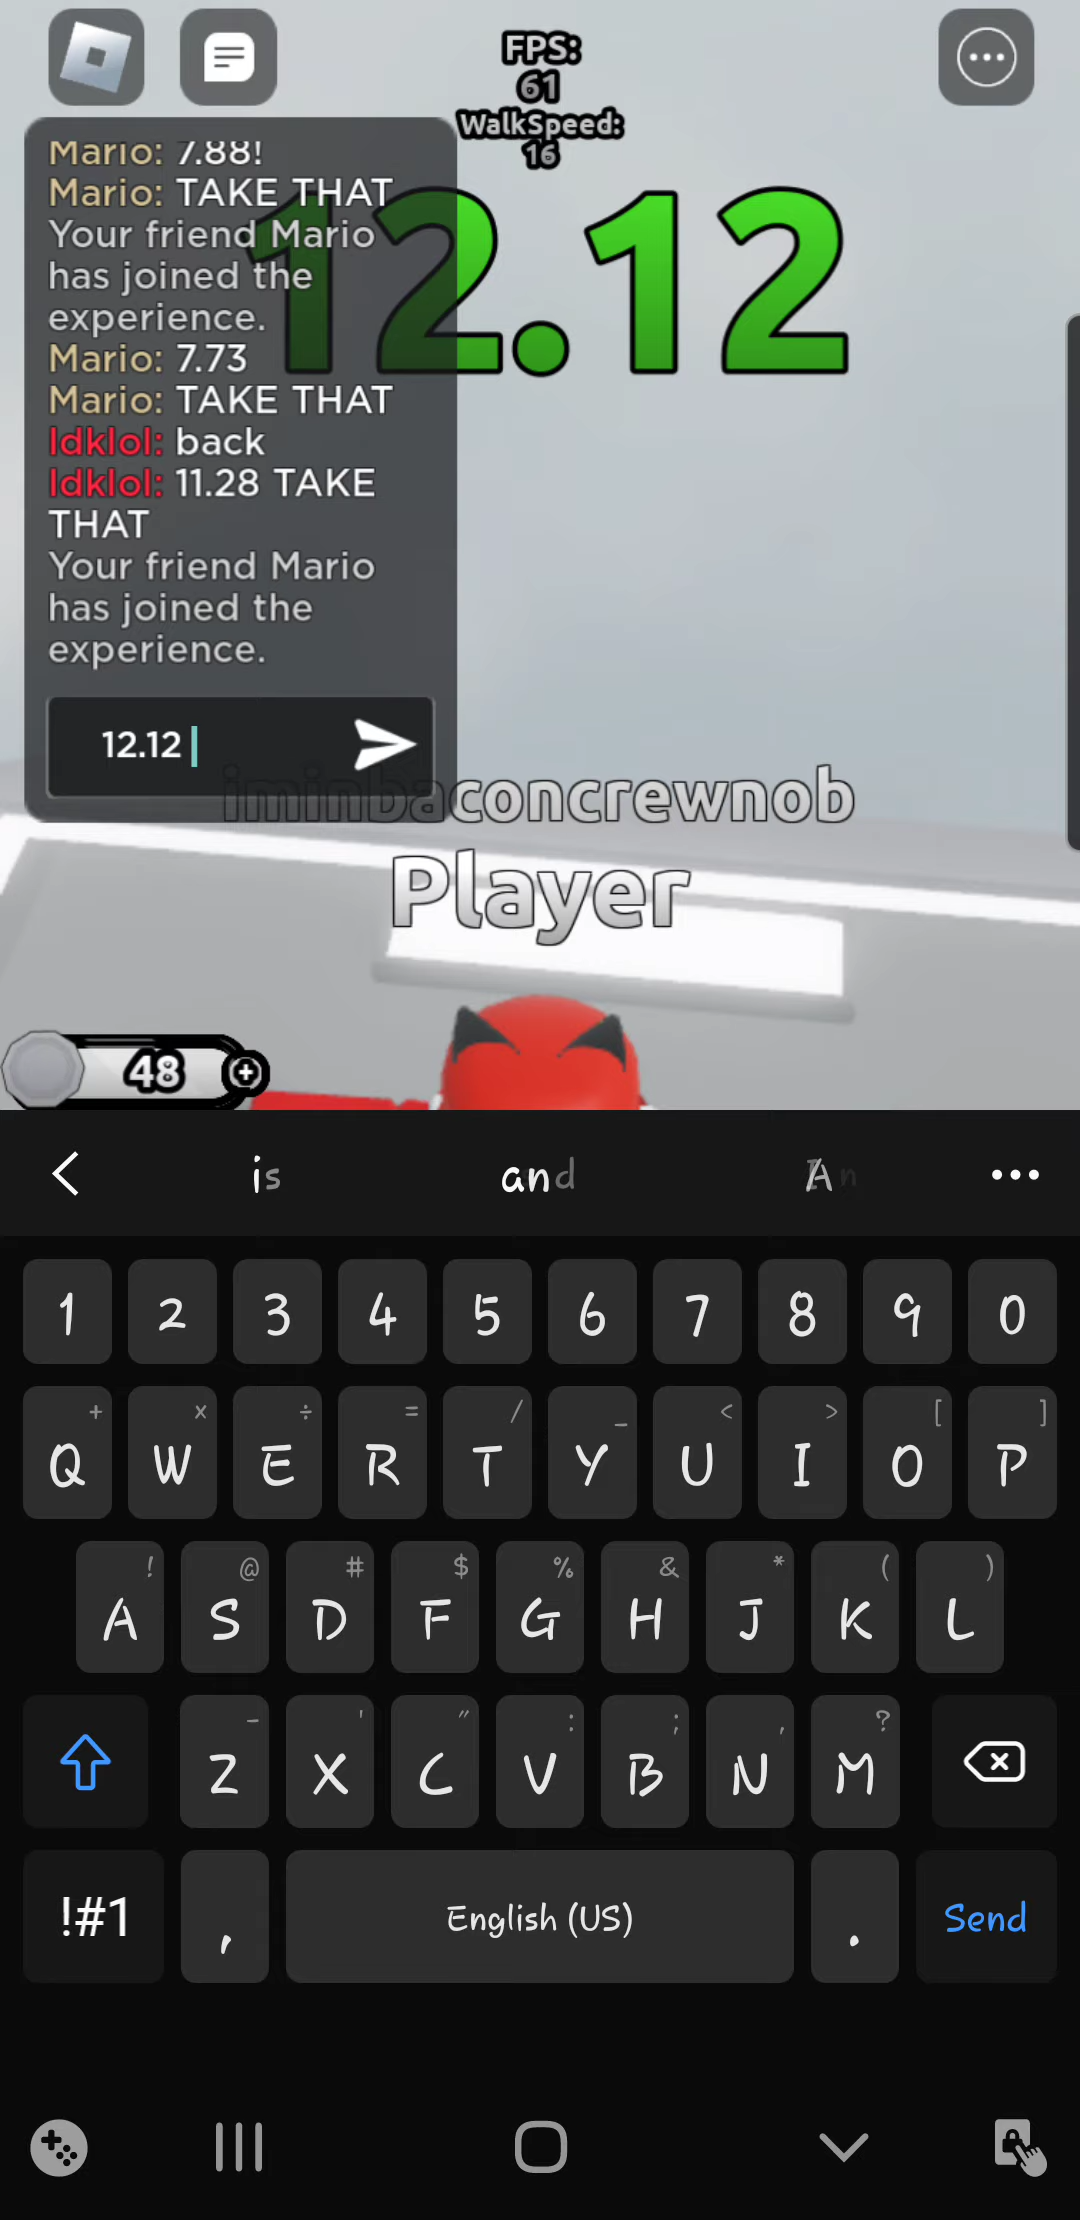 FPS:
61
WalkSpeed:
16
12.12
Mario: 7.88!
Mario: TAKE THAT
Your friend Mario
has joined the
experience.
Mario: 7.73
Mario: TAKE THAT
Idklol: back
Idklol: 11.28 TAKE
THAT
Your friend Mario
has joined the
experience.
12.12
iminbaconcrewnob
Player
48
is and
1 2 3 4 5 6 7 8 9 0
+ × ÷ = / _ < > [ ]
Q W E R T Y U I O P
! @ # $ % & * ( )
A S D F G H J K L
- ' " : ; , ?
Z X C V B N M
!#1 , English (US) . Send